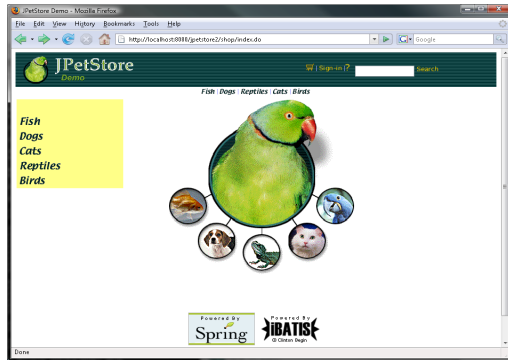 JPetStore Demo - Mozilla Firefox
File Edit View History Bookmarks Tools Help
http://localhost:8080/jpetstore2/shop/index.do
Google
JPetStore
Demo
| Sign-in | ? Search
Fish | Dogs | Reptiles | Cats | Birds
Fish
Dogs
Cats
Reptiles
Birds
Powered By
Spring
Powered By
iBATIS
© Clinton Begin
Done